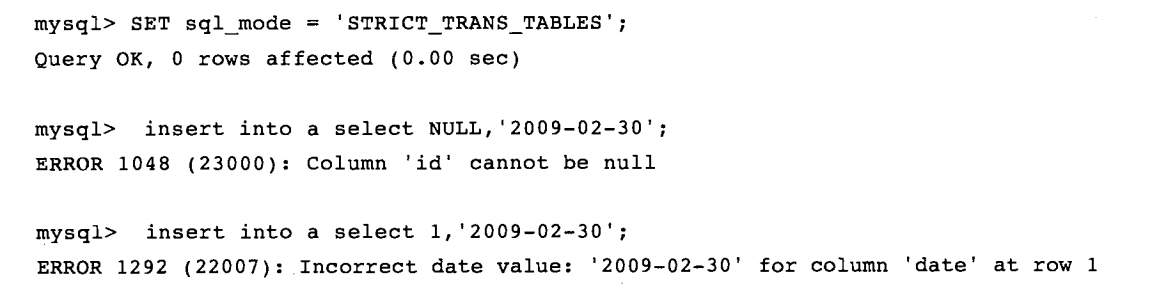 mysql> SET sql_mode = 'STRICT_TRANS_TABLES';
Query OK, 0 rows affected (0.00 sec)
mysql>  insert into a select NULL,'2009-02-30';
ERROR 1048 (23000): Column 'id' cannot be null
mysql>  insert into a select 1,'2009-02-30';
ERROR 1292 (22007): Incorrect date value: '2009-02-30' for column 'date' at row 1